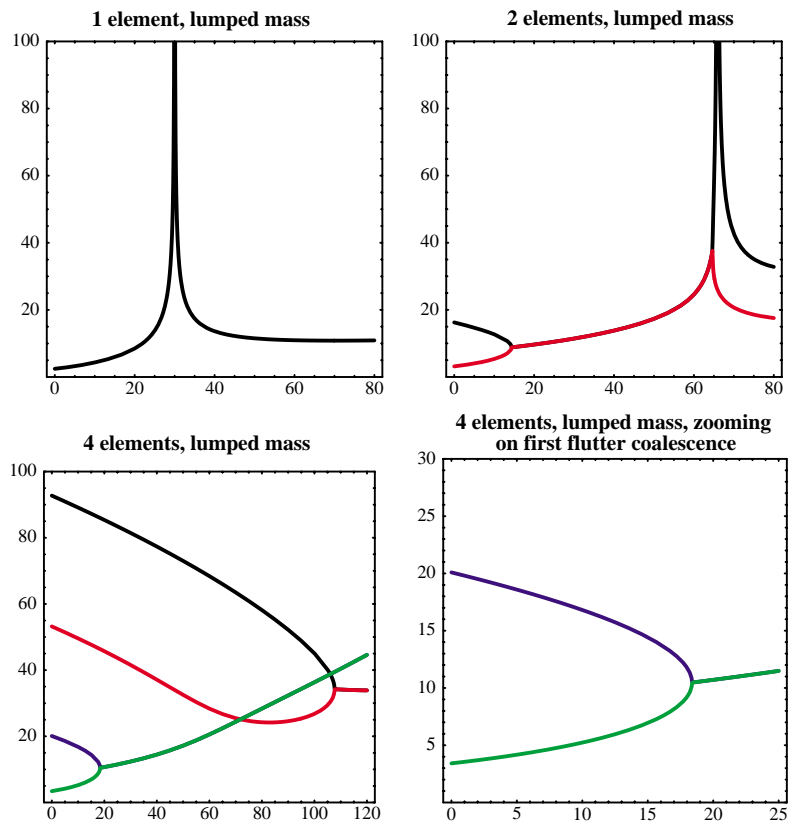 1 element, lumped mass
100
80
60
40
20
0 20 40 60 80
2 elements, lumped mass
100
80
60
40
20
0 20 40 60 80
4 elements, lumped mass
100
80
60
40
20
0 20 40 60 80 100 120
4 elements, lumped mass, zooming
on first flutter coalescence
30
25
20
15
10
5
0 5 10 15 20 25